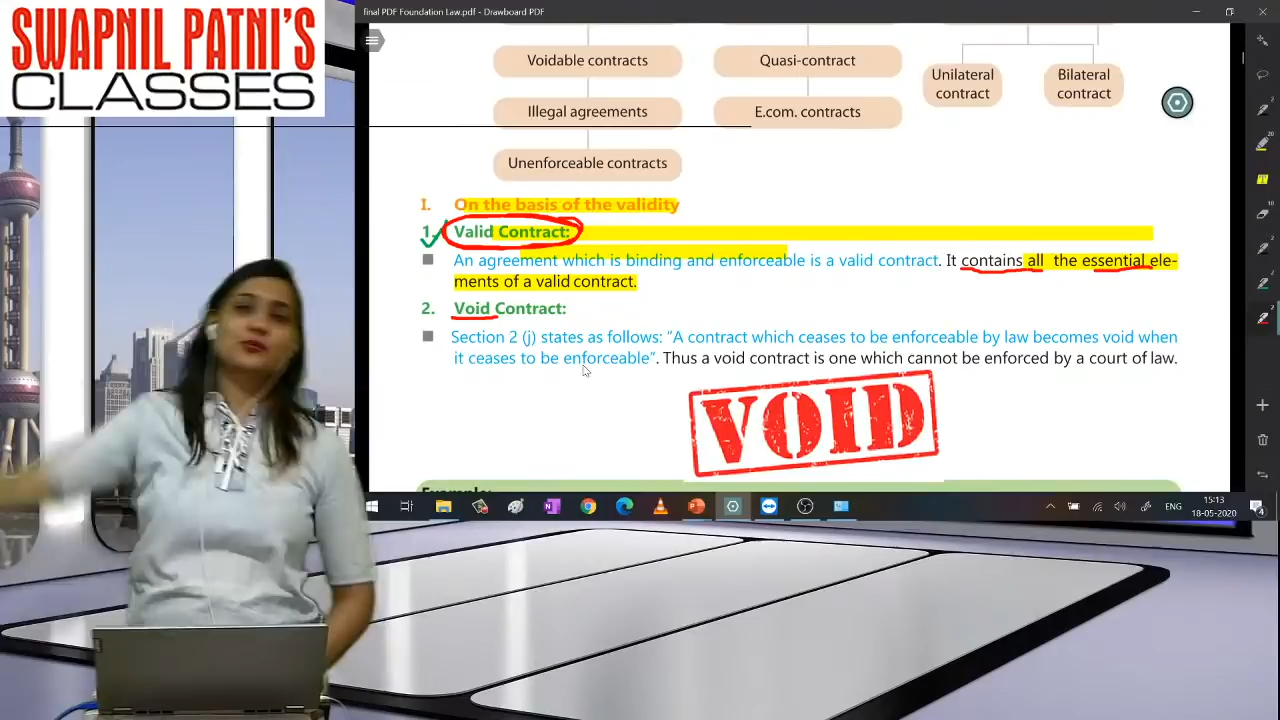 SWAPNIL PATNI'S
CLASSES
final PDF Foundation Law.pdf - Drawboard PDF
Voidable contracts
Quasi-contract
Unilateral
contract
Bilateral
contract
Illegal agreements
E.com. contracts
Unenforceable contracts
I. On the basis of the validity
1. Valid Contract:
An agreement which is binding and enforceable is a valid contract. It contains all the essential ele-
ments of a valid contract.
2. Void Contract:
Section 2 (j) states as follows: "A contract which ceases to be enforceable by law becomes void when
it ceases to be enforceable". Thus a void contract is one which cannot be enforced by a court of law.
VOID
Example:
ENG
15:13
18-05-2020